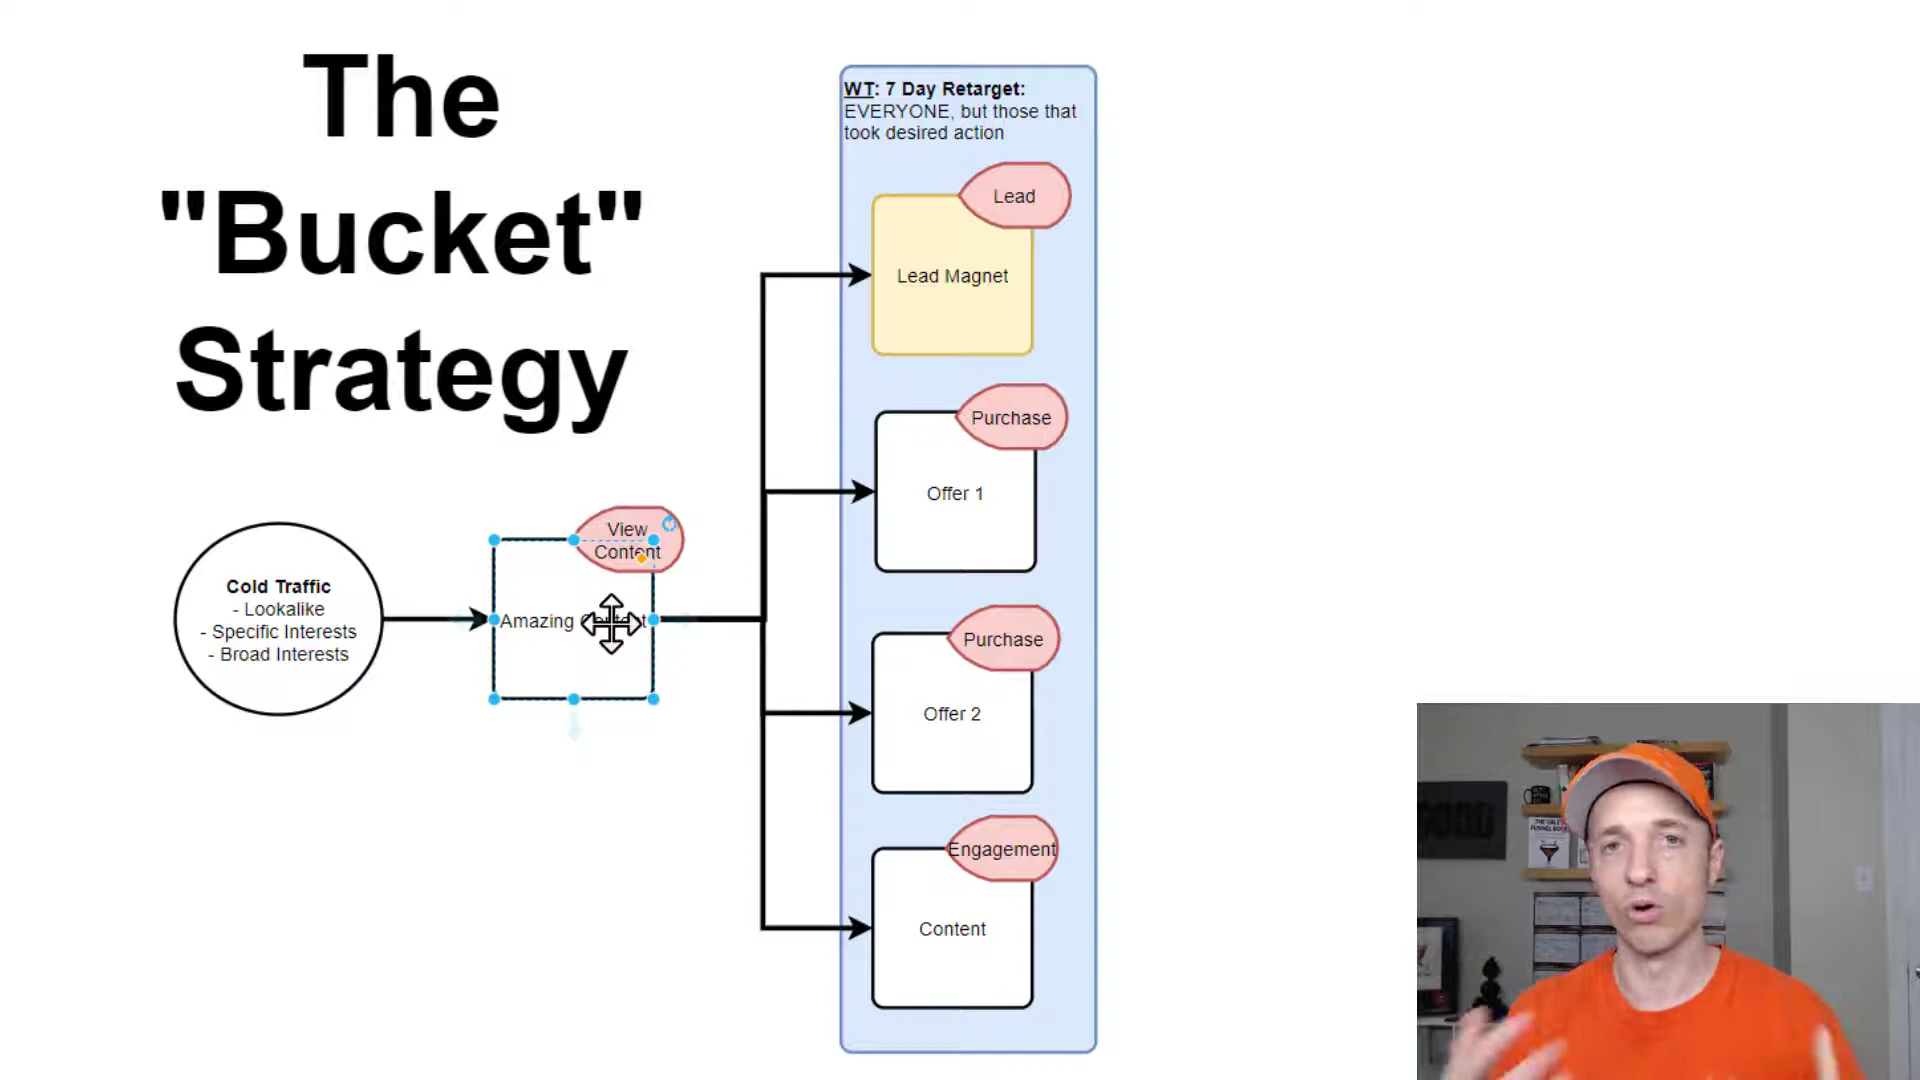 The
"Bucket"
Strategy
WT: 7 Day Retarget:
EVERYONE, but those that
took desired action
Lead
Lead Magnet
Purchase
Offer 1
View
Content
Cold Traffic
- Lookalike
- Specific Interests
- Broad Interests
Amazing
Purchase
Offer 2
Engagement
Content